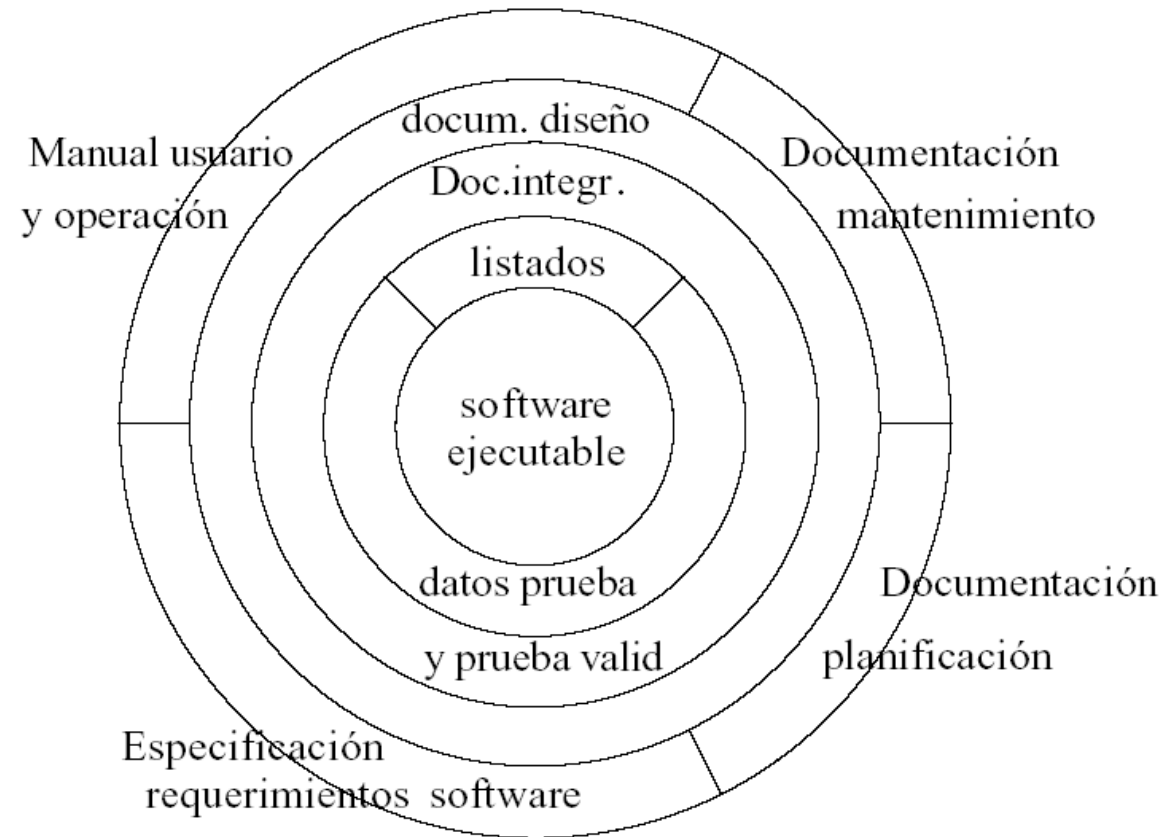 docum. diseño
Manual usuario
y operación
Documentación
mantenimiento
Doc.integr.
listados
software
ejecutable
datos prueba
y prueba valid
Documentación
planificación
Especificación
requerimientos software